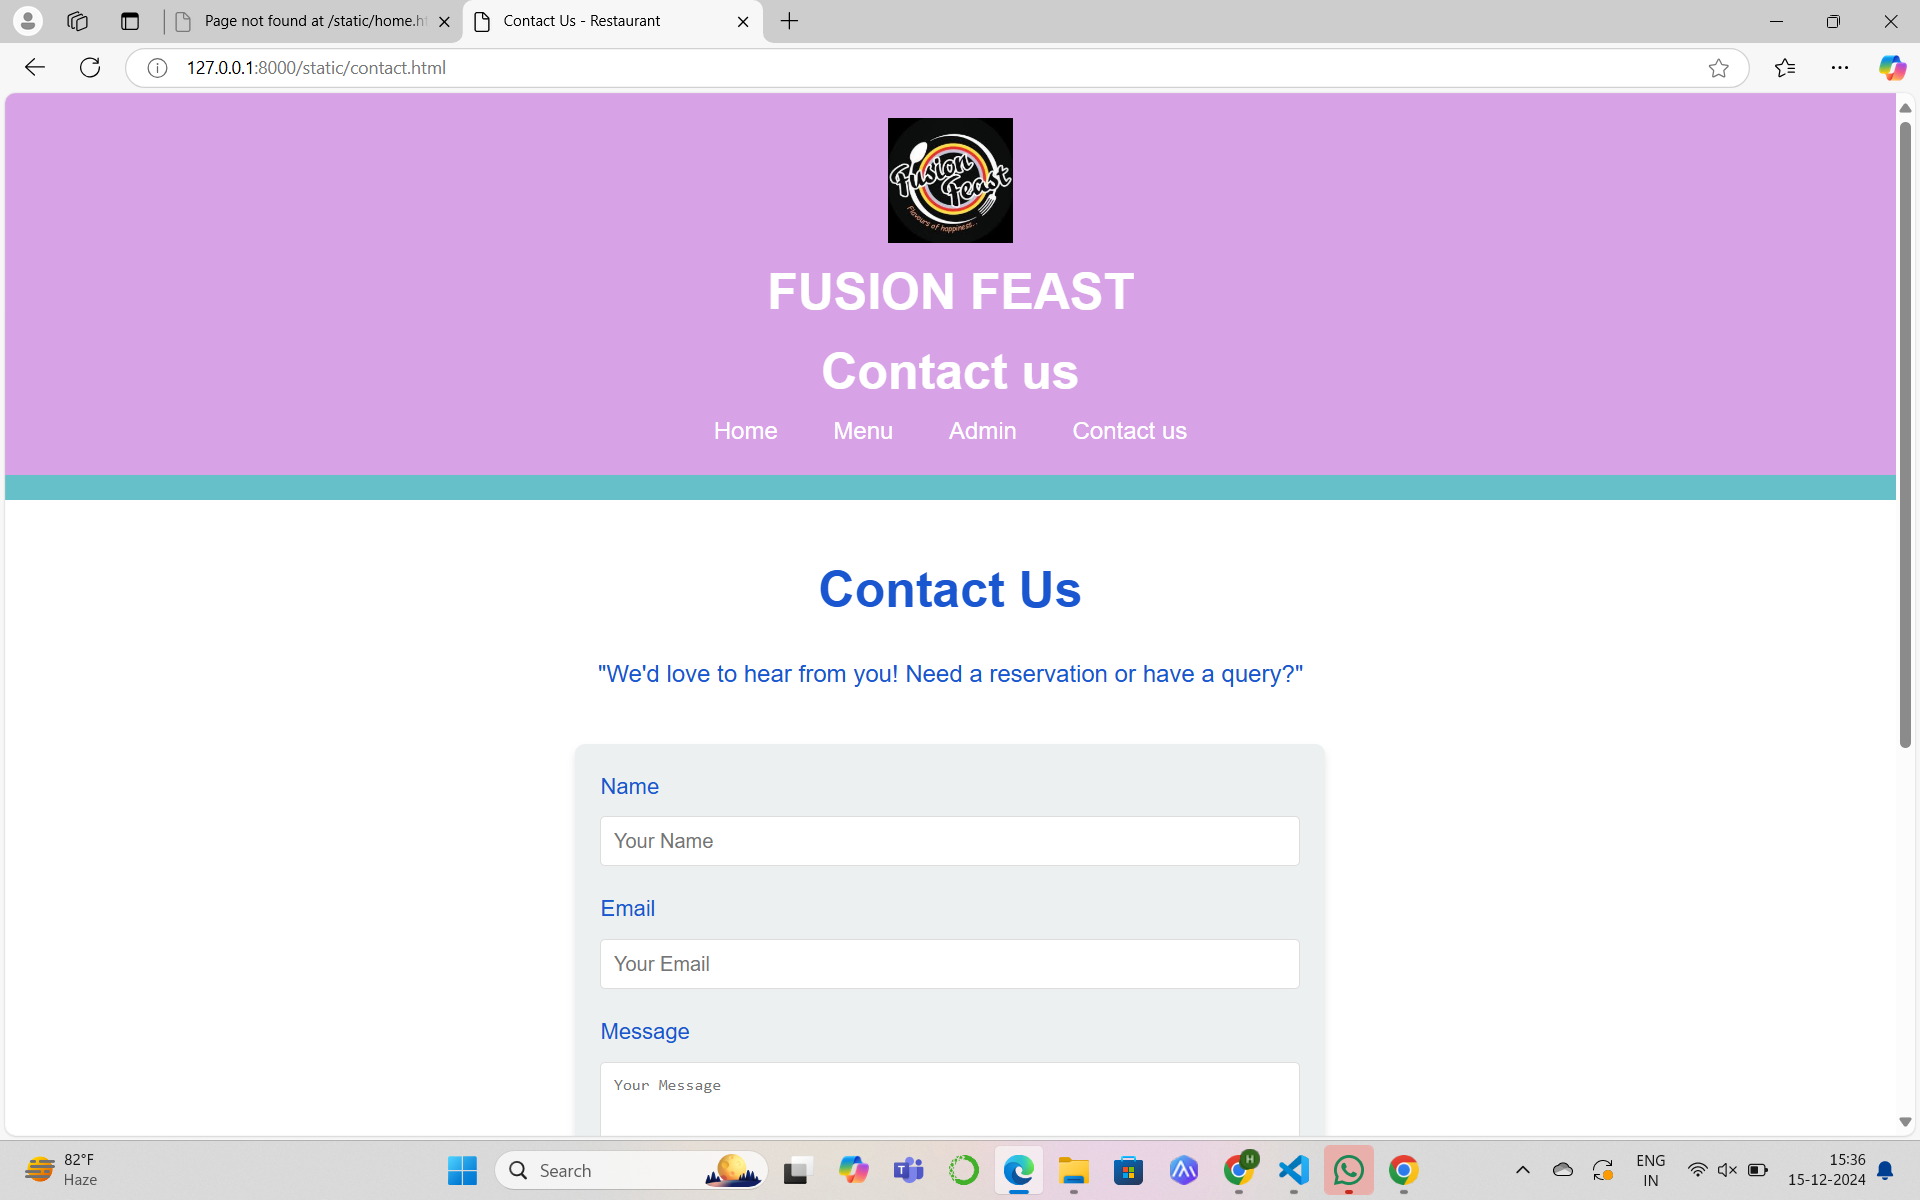 Page not found at /static/home.ht
Contact Us - Restaurant
127.0.0.1:8000/static/contact.html
Fusion
Feast
Flavours of happiness...
FUSION FEAST
Contact us
Home Menu Admin Contact us
Contact Us
"We'd love to hear from you! Need a reservation or have a query?"
Name
Your Name
Email
Your Email
Message
Your Message
82°F
Haze
Search
H
ENG
IN
15:36
15-12-2024